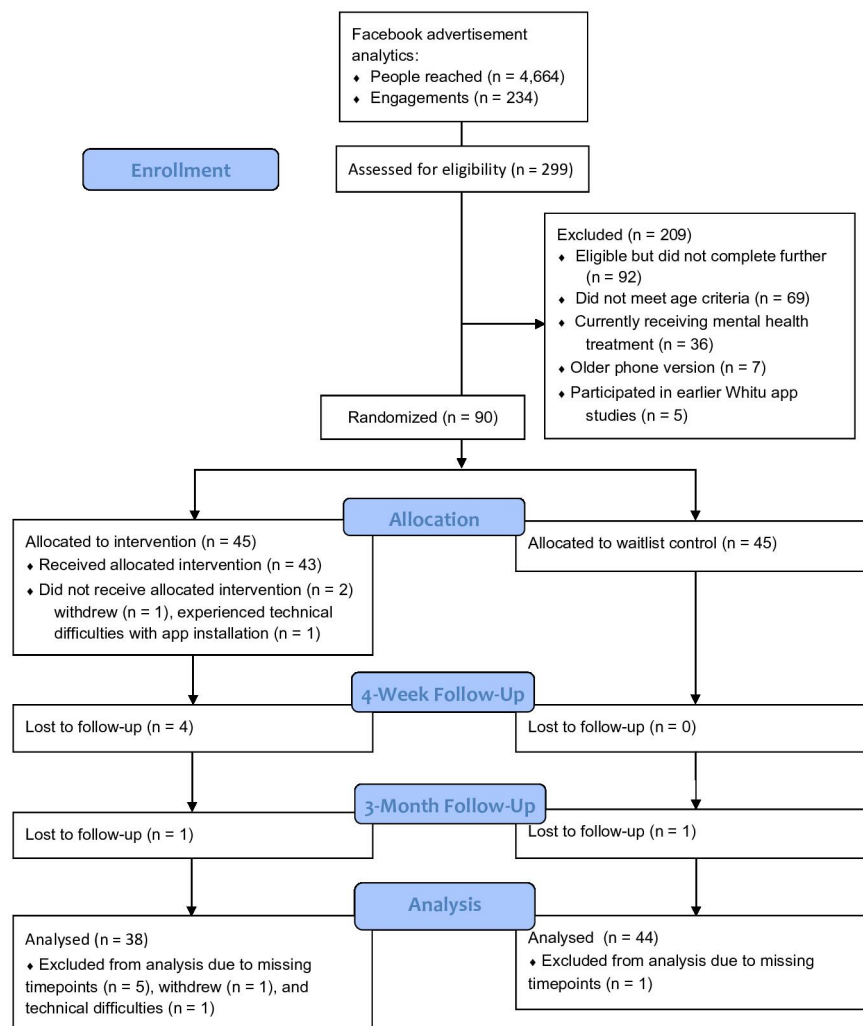 Facebook advertisement
analytics:
♦ People reached (n = 4,664)
♦ Engagements (n = 234)
Enrollment
Assessed for eligibility (n = 299)
Excluded (n = 209)
♦ Eligible but did not complete further
(n = 92)
♦ Did not meet age criteria (n = 69)
♦ Currently receiving mental health
treatment (n = 36)
♦ Older phone version (n = 7)
♦ Participated in earlier Whitu app
studies (n = 5)
Randomized (n = 90)
Allocation
Allocated to intervention (n = 45)
♦ Received allocated intervention (n = 43)
♦ Did not receive allocated intervention (n = 2)
withdrew (n = 1), experienced technical
difficulties with app installation (n = 1)
Allocated to waitlist control (n = 45)
4-Week Follow-Up
Lost to follow-up (n = 4)
Lost to follow-up (n = 0)
3-Month Follow-Up
Lost to follow-up (n = 1)
Lost to follow-up (n = 1)
Analysis
Analysed (n = 38)
♦ Excluded from analysis due to missing
timepoints (n = 5), withdrew (n = 1), and
technical difficulties (n = 1)
Analysed (n = 44)
♦ Excluded from analysis due to missing
timepoints (n = 1)